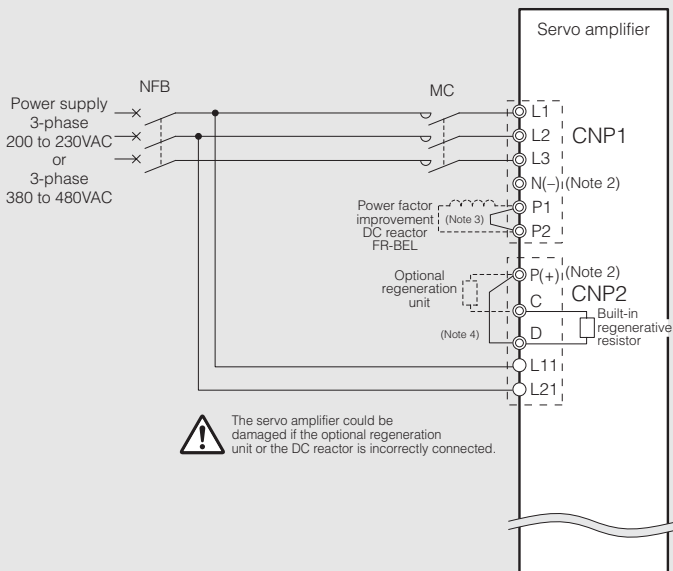 Servo amplifier
NFB
MC
Power supply
3-phase
200 to 230VAC
or
3-phase
380 to 480VAC
L1
L2
L3
CNP1
N(–) (Note 2)
Power factor
improvement
DC reactor
FR-BEL
(Note 3)
P1
P2
P(+) (Note 2)
CNP2
Optional
regeneration
unit
C
Built-in
regenerative
resistor
(Note 4)
D
L11
L21
The servo amplifier could be
damaged if the optional regeneration
unit or the DC reactor is incorrectly connected.